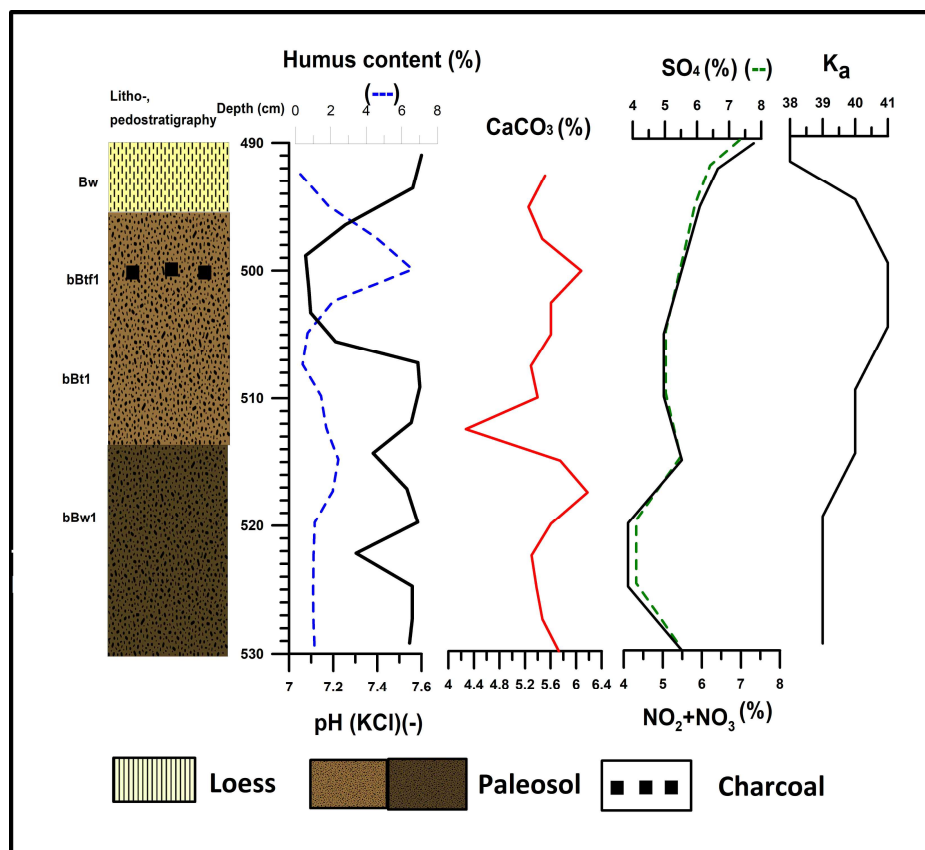 Humus content (%)
(---)
0 2 4 6 8
Litho-,
pedostratigraphy
Depth (cm)
CaCO₃ (%)
SO₄ (%) (--)
4 5 6 7 8
Kₐ
38 39 40 41
490
Bw
500
bBtf1
bBt1
510
bBw1
520
530
7 7.2 7.4 7.6
pH (KCl)(-)
4 4.4 4.8 5.2 5.6 6 6.4
4 5 6 7 8
NO₂+NO₃ (%)
Loess
Paleosol
Charcoal